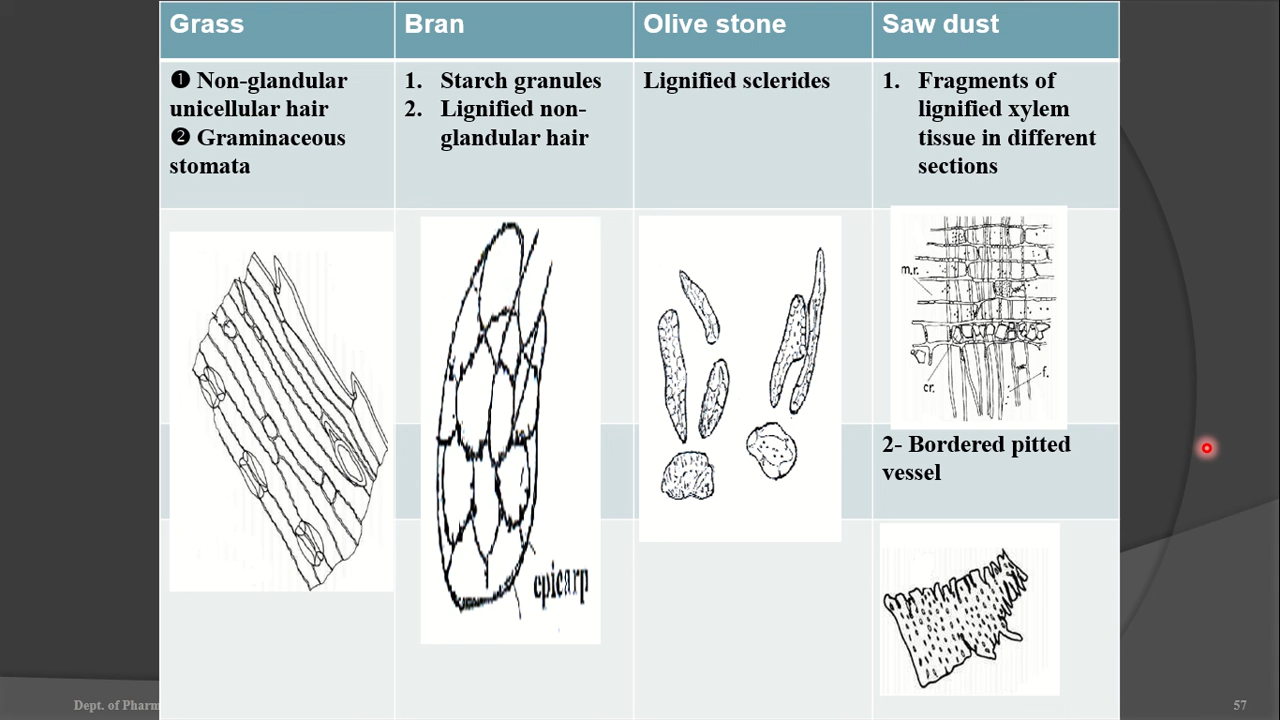 Grass
Bran
Olive stone
Saw dust
❶ Non-glandular
unicellular hair
❷ Graminaceous
stomata
1. Starch granules
2. Lignified non-
glandular hair
Lignified sclerides
1. Fragments of
lignified xylem
tissue in different
sections
epicarp
m.r.
cr.
f.
2- Bordered pitted
vessel
Dept. of Pharm
57